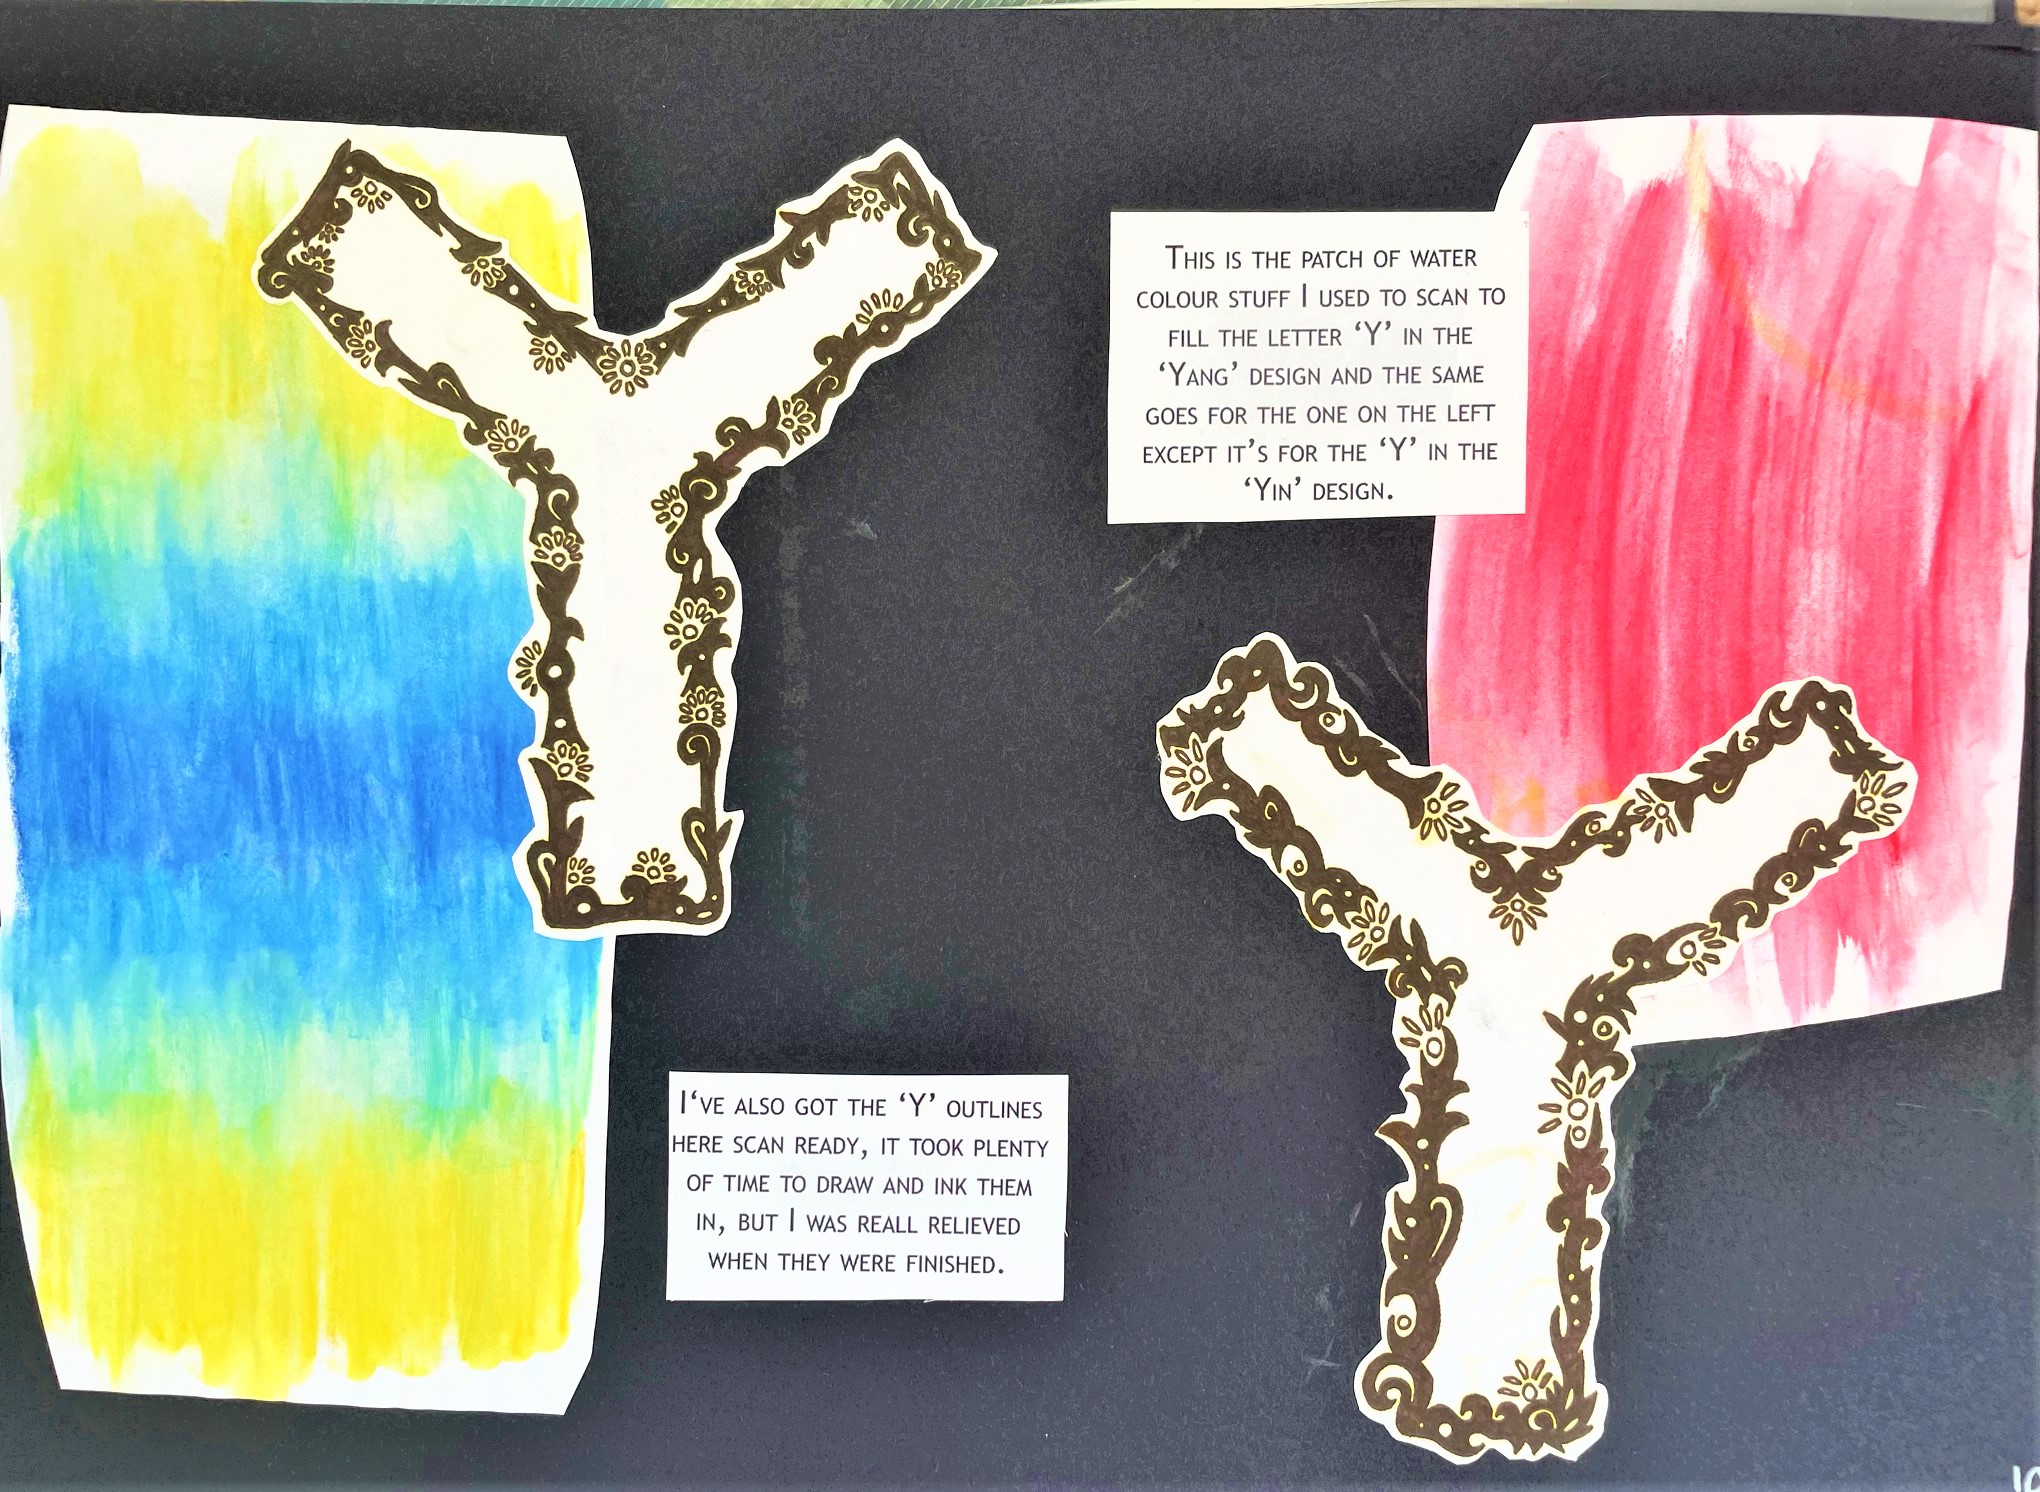 This is the patch of water
colour stuff I used to scan to
fill the letter ‘Y’ in the
‘Yang’ design and the same
goes for the one on the left
except it's for the ‘Y’ in the
‘Yin’ design.
I‘ve also got the ‘Y’ outlines
here scan ready, it took plenty
of time to draw and ink them
in, but I was reall relieved
when they were finished.